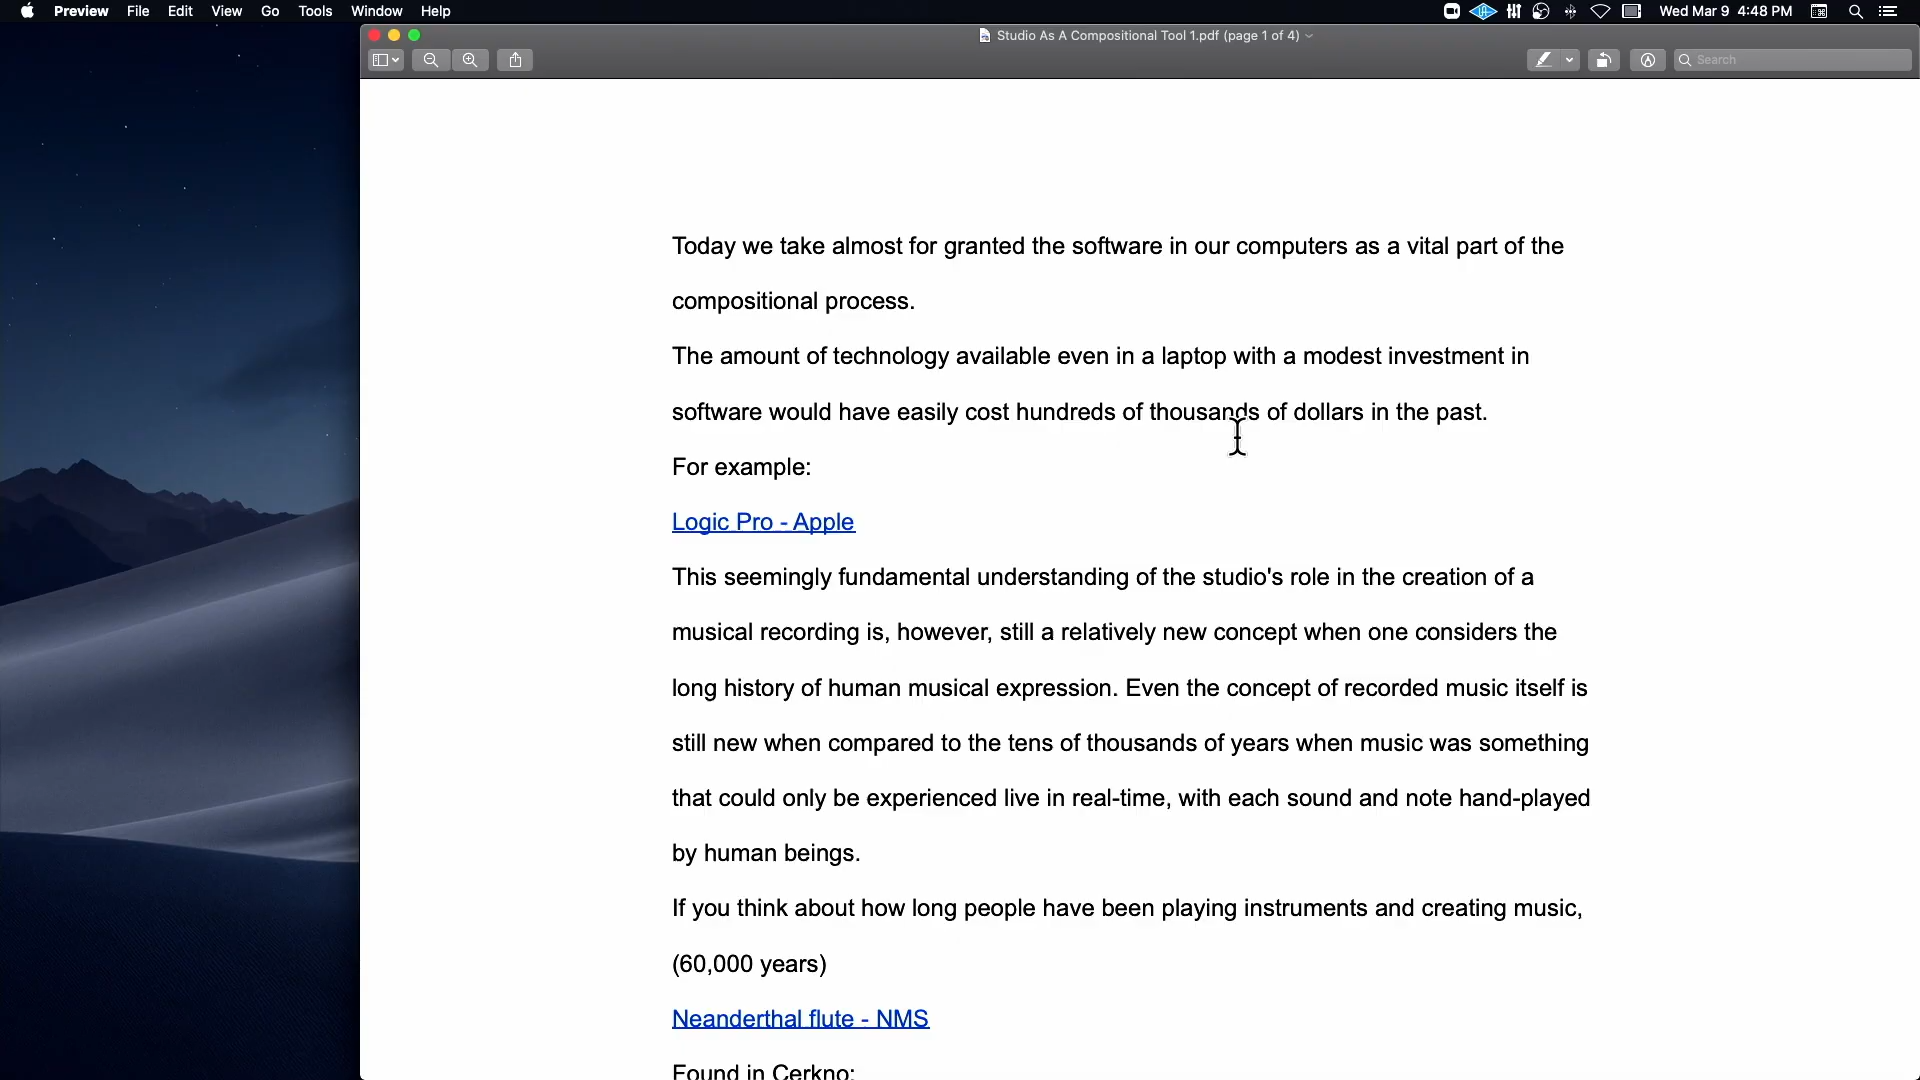 Preview File Edit View Go Tools Window Help Wed Mar 9 4:48 PM
Studio As A Compositional Tool 1.pdf (page 1 of 4)
Search
Today we take almost for granted the software in our computers as a vital part of the
compositional process.
The amount of technology available even in a laptop with a modest investment in
software would have easily cost hundreds of thousands of dollars in the past.
For example:
Logic Pro - Apple
This seemingly fundamental understanding of the studio's role in the creation of a
musical recording is, however, still a relatively new concept when one considers the
long history of human musical expression. Even the concept of recorded music itself is
still new when compared to the tens of thousands of years when music was something
that could only be experienced live in real-time, with each sound and note hand-played
by human beings.
If you think about how long people have been playing instruments and creating music,
(60,000 years)
Neanderthal flute - NMS
Found in Cerkno: